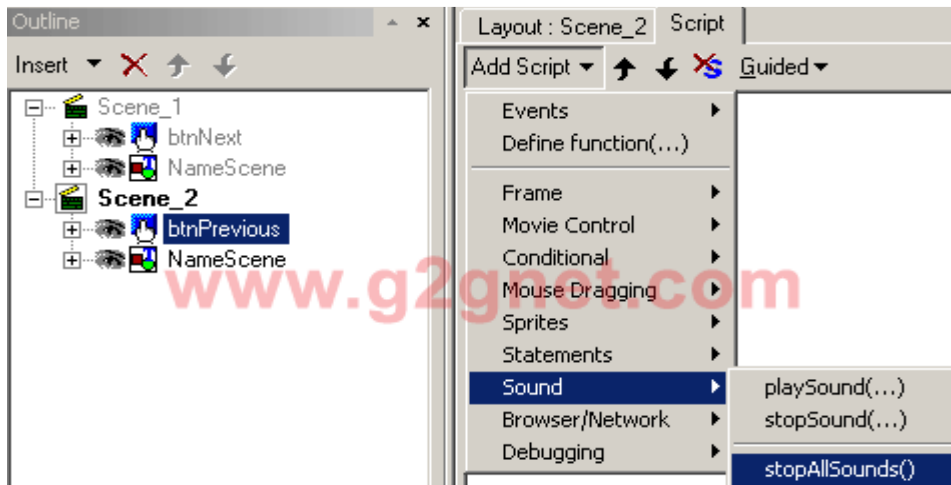 Outline
Insert
Scene_1
btnNext
NameScene
Scene_2
btnPrevious
NameScene
Layout : Scene_2 Script
Add Script Guided
Events
Define function(...)
Frame
Movie Control
Conditional
Mouse Dragging
Sprites
Statements
Sound
Browser/Network
Debugging
playSound(...)
stopSound(...)
stopAllSounds()
www.g2gnet.com